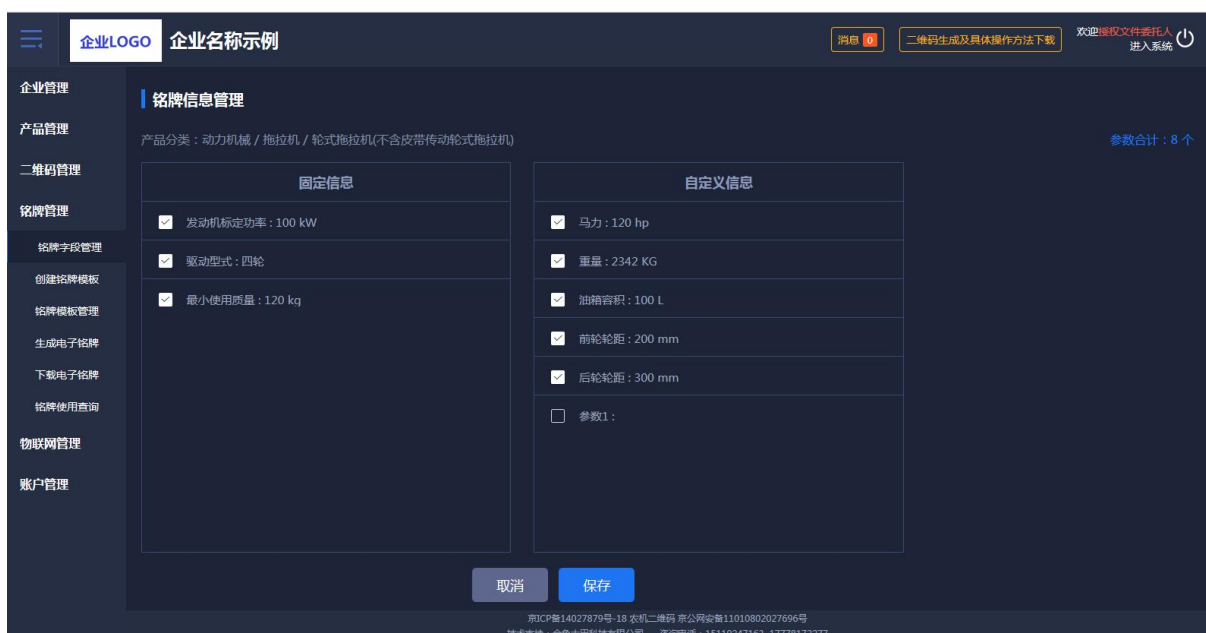 企业LOGO 企业名称示例 消息 0 二维码生成及具体操作方法下载 欢迎授权文件委托人
进入系统
企业管理
产品管理
二维码管理
铭牌管理
铭牌字段管理
创建铭牌模板
铭牌模板管理
生成电子铭牌
下载电子铭牌
铭牌使用查询
物联网管理
账户管理
铭牌信息管理
产品分类：动力机械 / 拖拉机 / 轮式拖拉机(不含皮带传动轮式拖拉机) 参数合计：8 个
固定信息
发动机标定功率 : 100 kW
驱动型式 : 四轮
最小使用质量 : 120 kg
自定义信息
马力 : 120 hp
重量 : 2342 KG
油箱容积 : 100 L
前轮轮距 : 200 mm
后轮轮距 : 300 mm
参数1 :
取消 保存
京ICP备14027879号-18 农机二维码 京公网安备11010802027696号